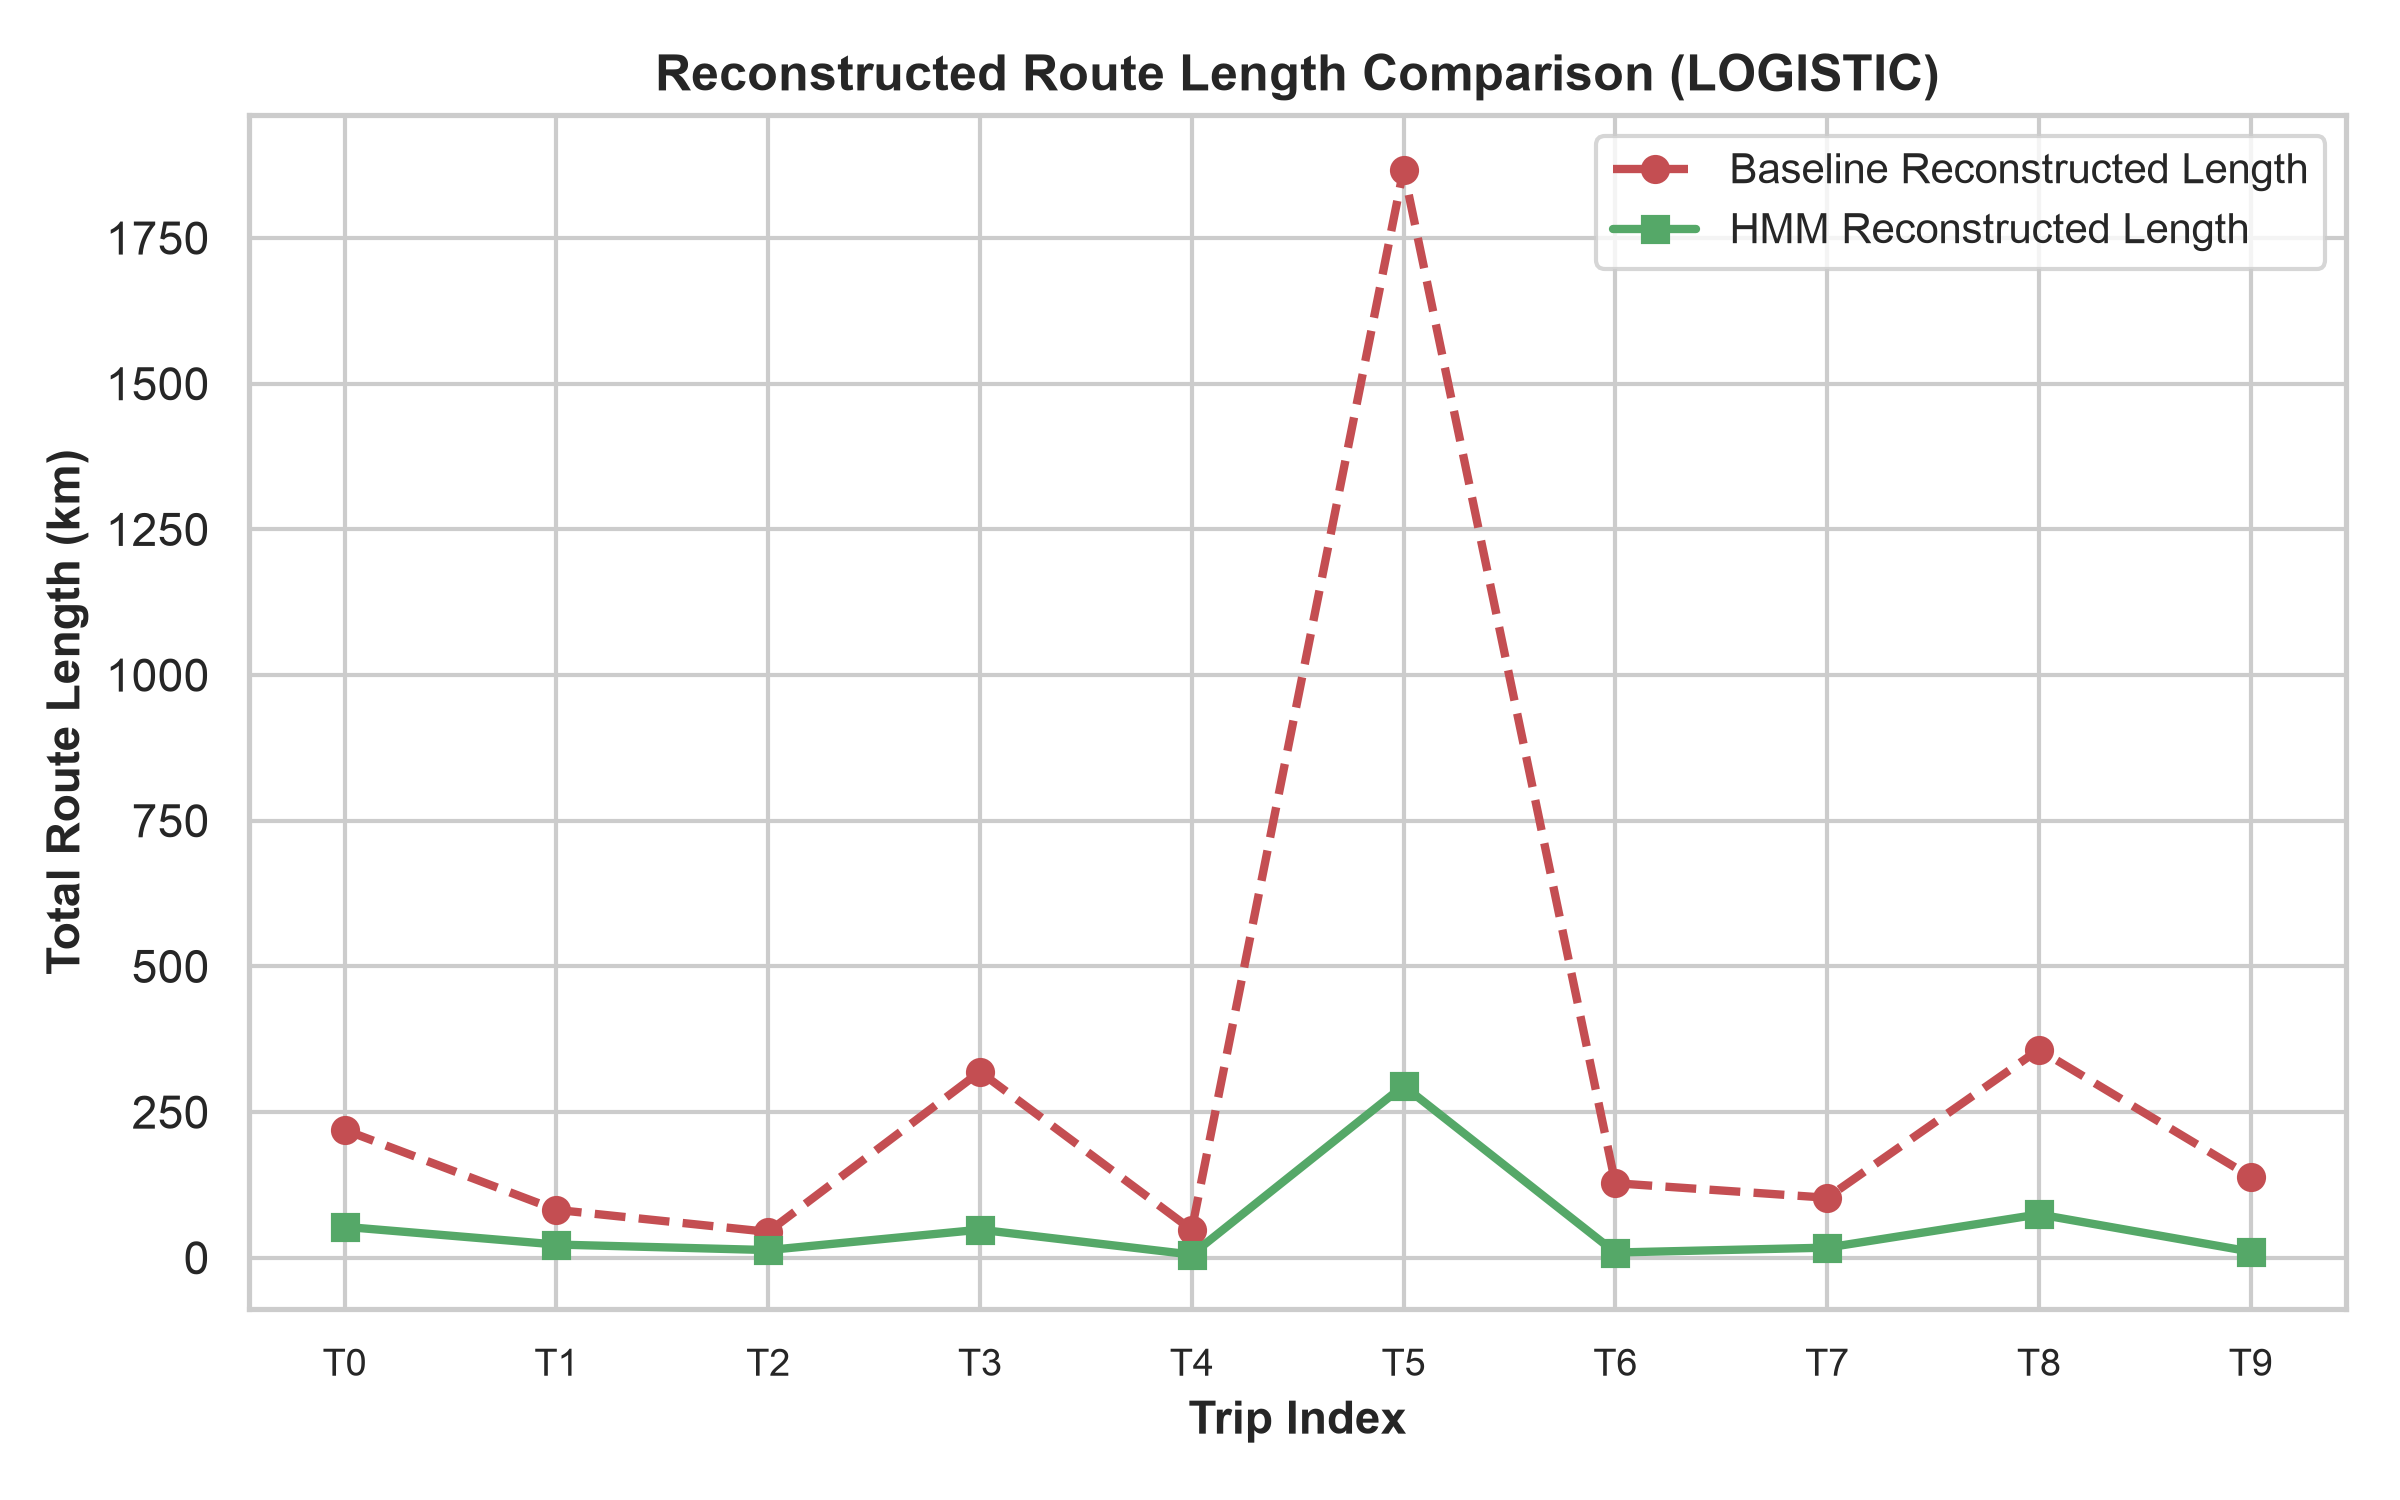 Reconstructed Route Length Comparison (LOGISTIC)
Baseline Reconstructed Length
HMM Reconstructed Length
Total Route Length (km)
1750
1500
1250
1000
750
500
250
0
T0 T1 T2 T3 T4 T5 T6 T7 T8 T9
Trip Index